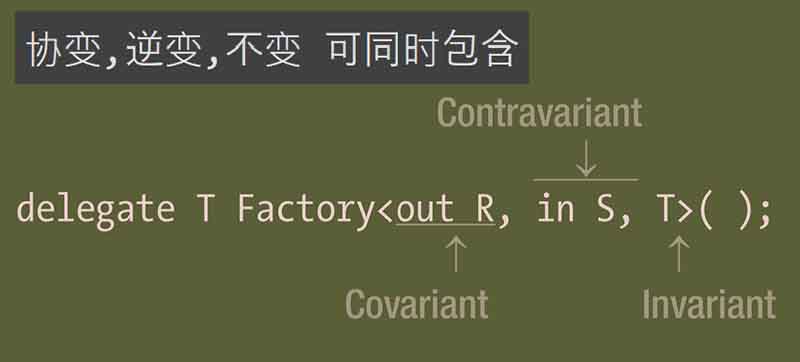 协变,逆变,不变 可同时包含
Contravariant
delegate T Factory<out R, in S, T>( );
Covariant
Invariant